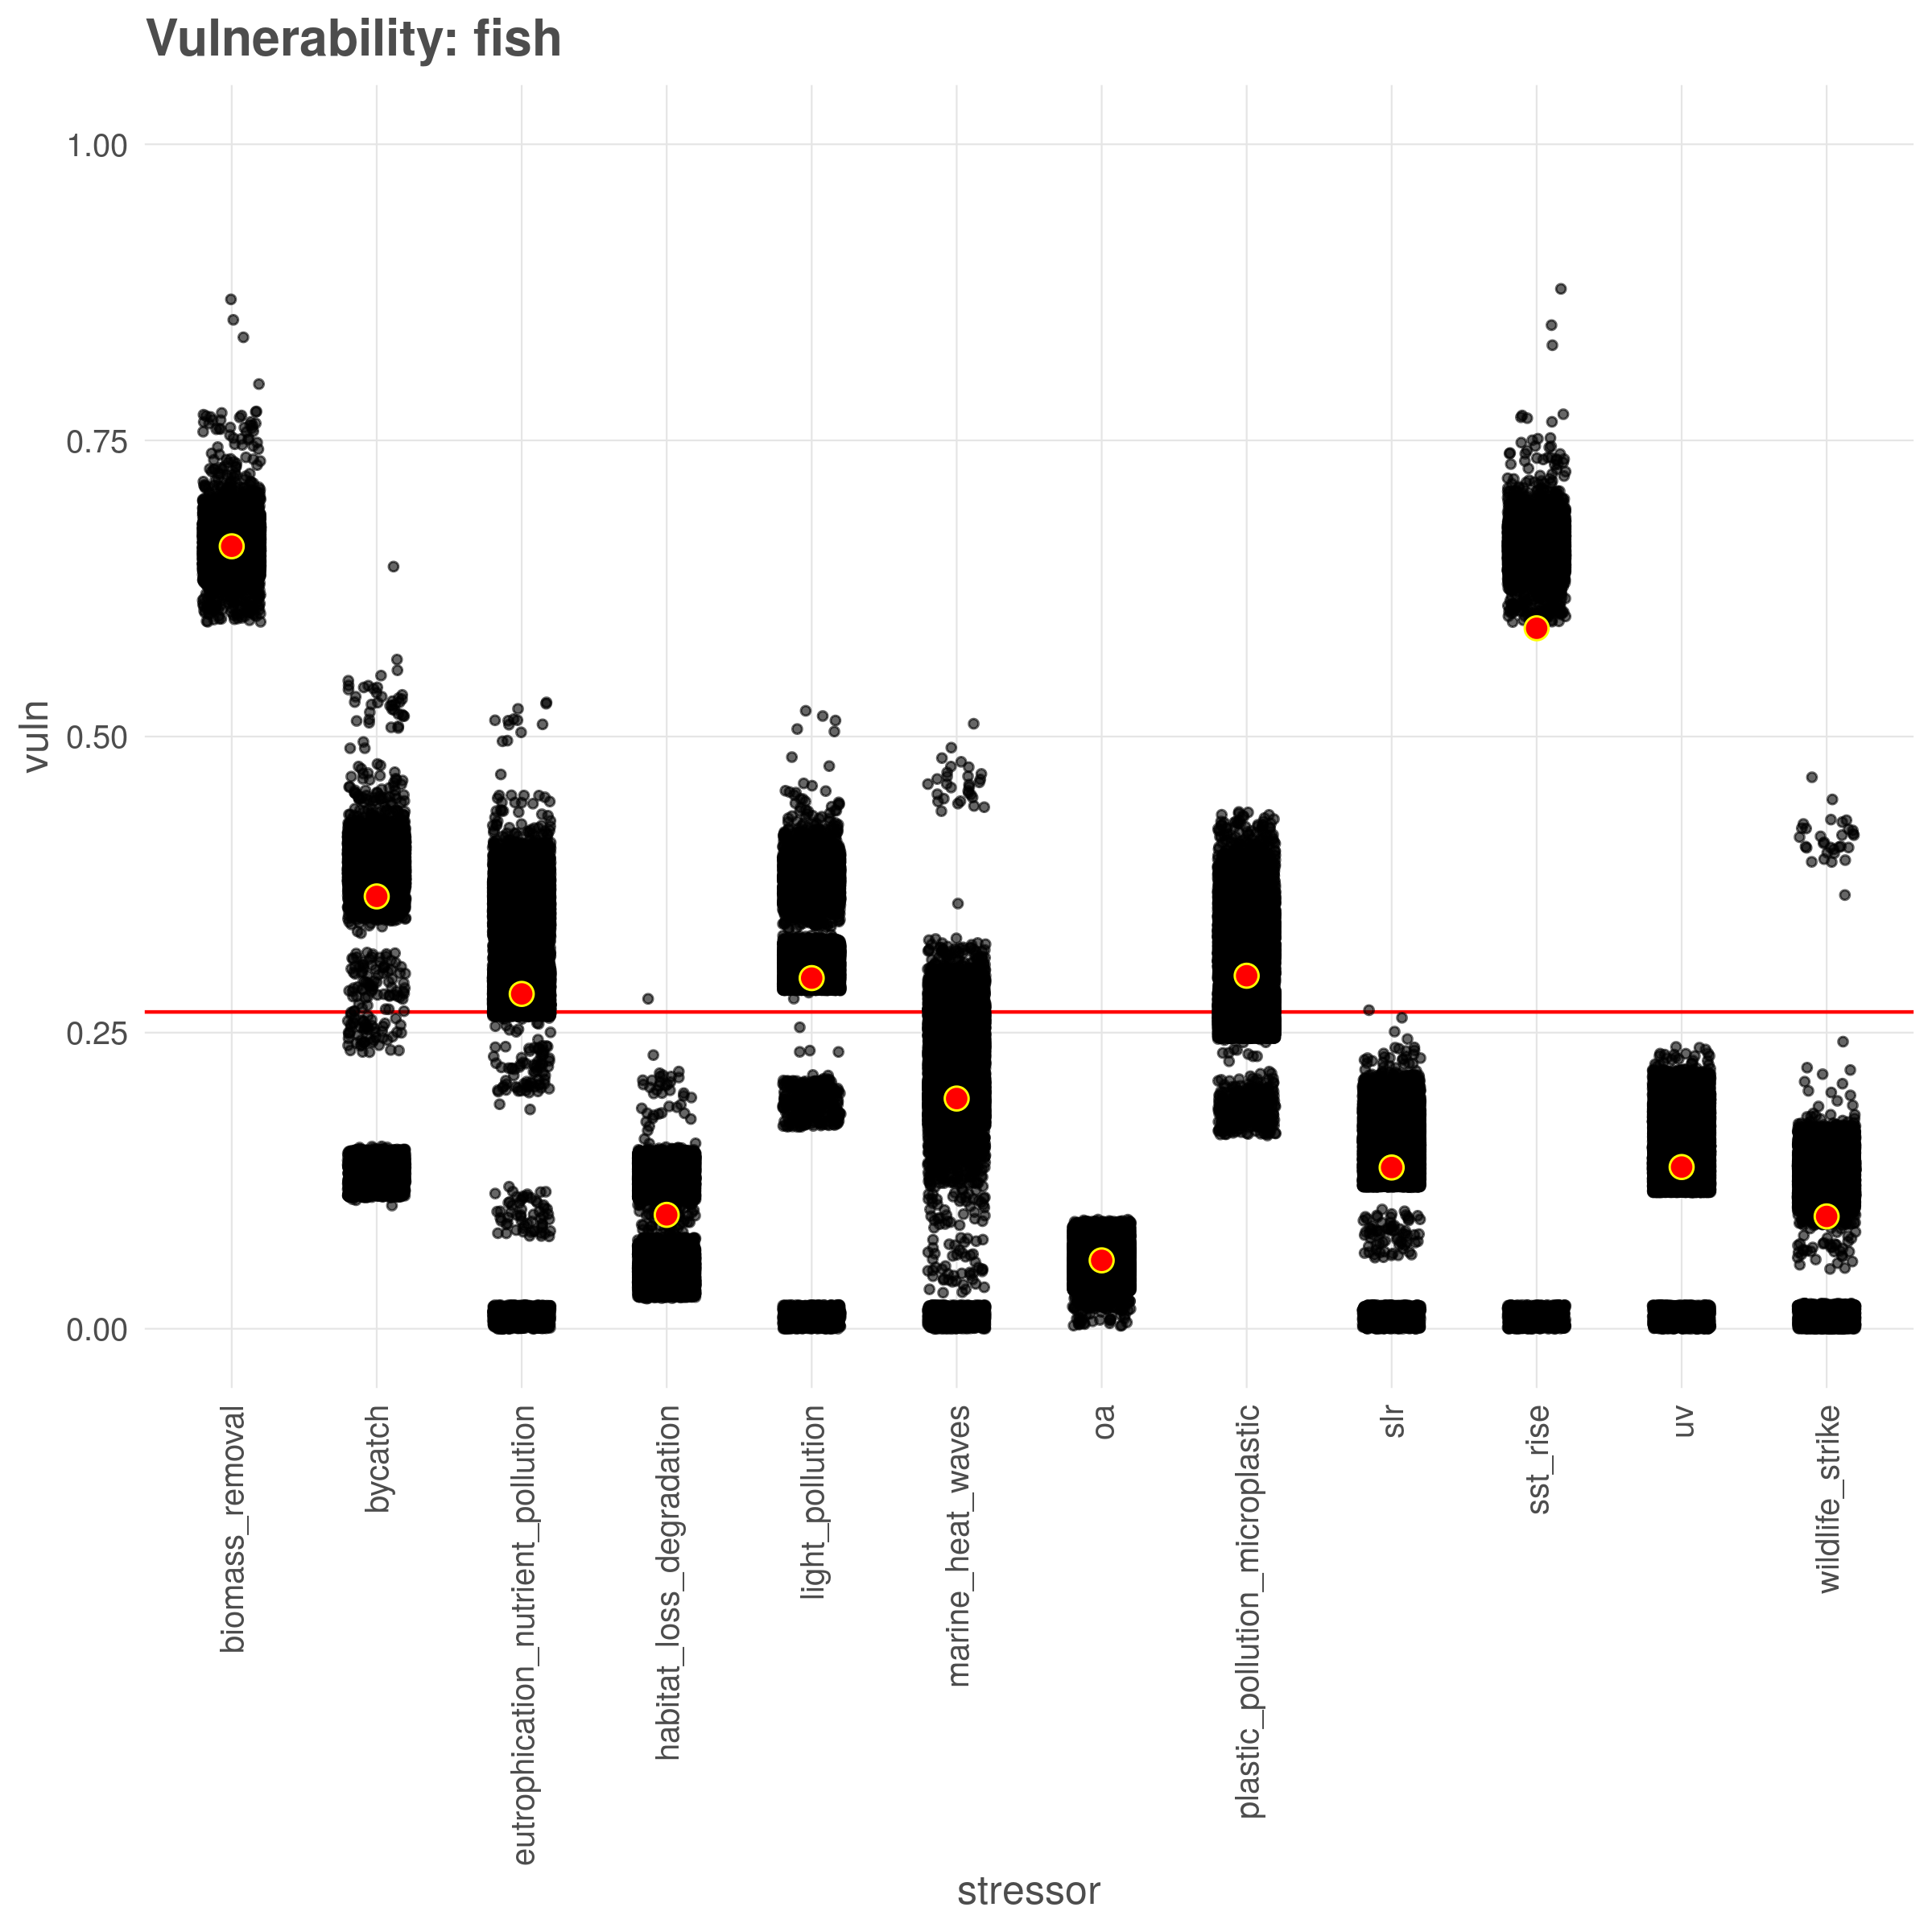 Vulnerability: fish
vuln
1.00
0.75
0.50
0.25
0.00
biomass_removal
bycatch
eutrophication_nutrient_pollution
habitat_loss_degradation
light_pollution
marine_heat_waves
oa
plastic_pollution_microplastic
slr
sst_rise
uv
wildlife_strike
stressor